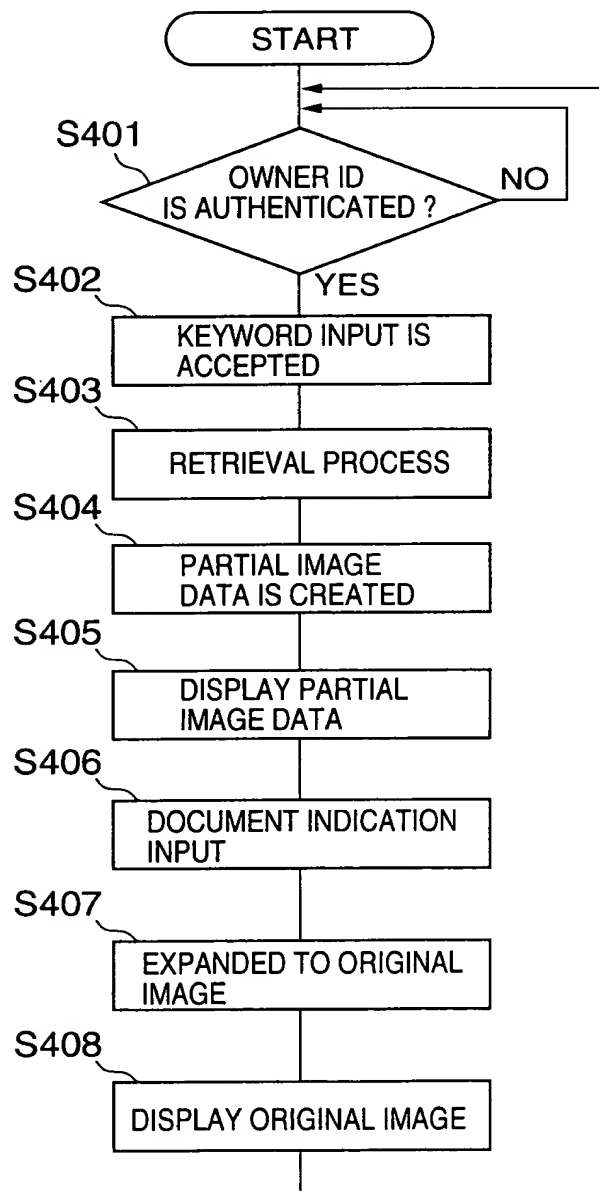 START
S401
OWNER ID
IS AUTHENTICATED ?
NO
YES
S402
KEYWORD INPUT IS
ACCEPTED
S403
RETRIEVAL PROCESS
S404
PARTIAL IMAGE
DATA IS CREATED
S405
DISPLAY PARTIAL
IMAGE DATA
S406
DOCUMENT INDICATION
INPUT
S407
EXPANDED TO ORIGINAL
IMAGE
S408
DISPLAY ORIGINAL IMAGE